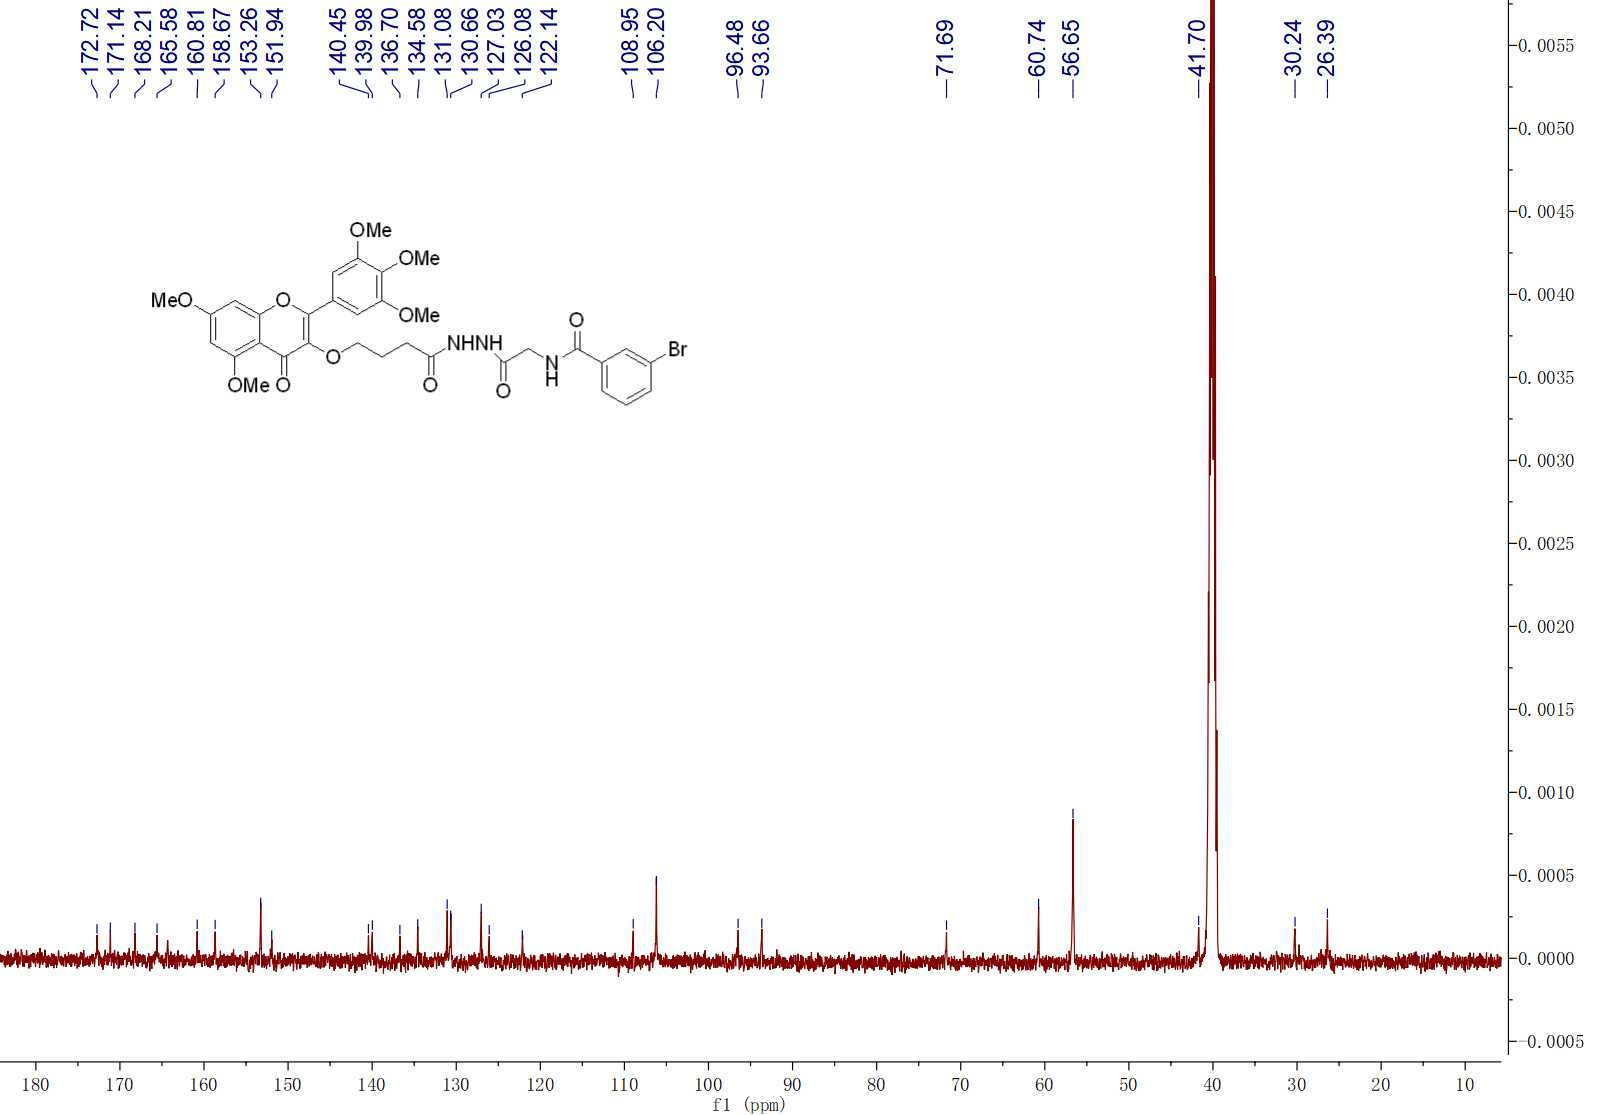 172.72
171.14
168.21
165.58
160.81
158.67
153.26
151.94
140.45
139.98
136.70
134.58
131.08
130.66
127.03
126.08
122.14
108.95
106.20
96.48
93.66
71.69
60.74
56.65
41.70
30.24
26.39
0.0055
0.0050
0.0045
0.0040
0.0035
0.0030
0.0025
0.0020
0.0015
0.0010
0.0005
0.0000
-0.0005
OMe
OMe
MeO
O
OMe
O
NHNH
Br
O
N
H
OMe
O
O
O
180 170 160 150 140 130 120 110 100 90 80 70 60 50 40 30 20 10
f1 (ppm)